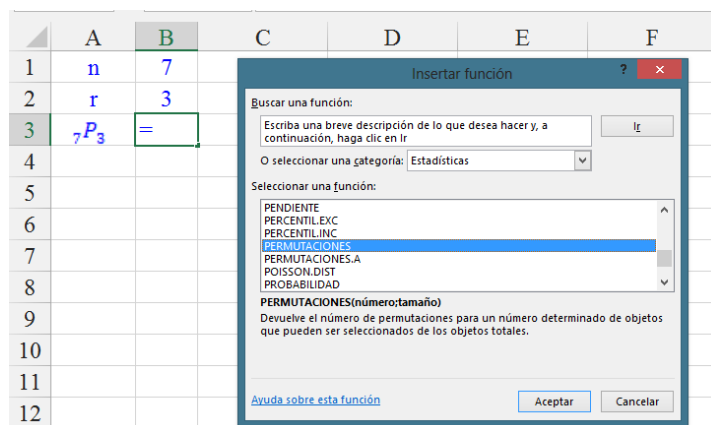 A B C D E F
1 n 7
2 r 3
3 ₇P₃ =
4
5
6
7
8
9
10
11
12
Insertar función ? ×
Buscar una función:
Escriba una breve descripción de lo que desea hacer y, a
continuación, haga clic en Ir
Ir
O seleccionar una categoría: Estadísticas
Seleccionar una función:
PENDIENTE
PERCENTIL.EXC
PERCENTIL.INC
PERMUTACIONES
PERMUTACIONES.A
POISSON.DIST
PROBABILIDAD
PERMUTACIONES(número;tamaño)
Devuelve el número de permutaciones para un número determinado de objetos
que pueden ser seleccionados de los objetos totales.
Ayuda sobre esta función
Aceptar Cancelar